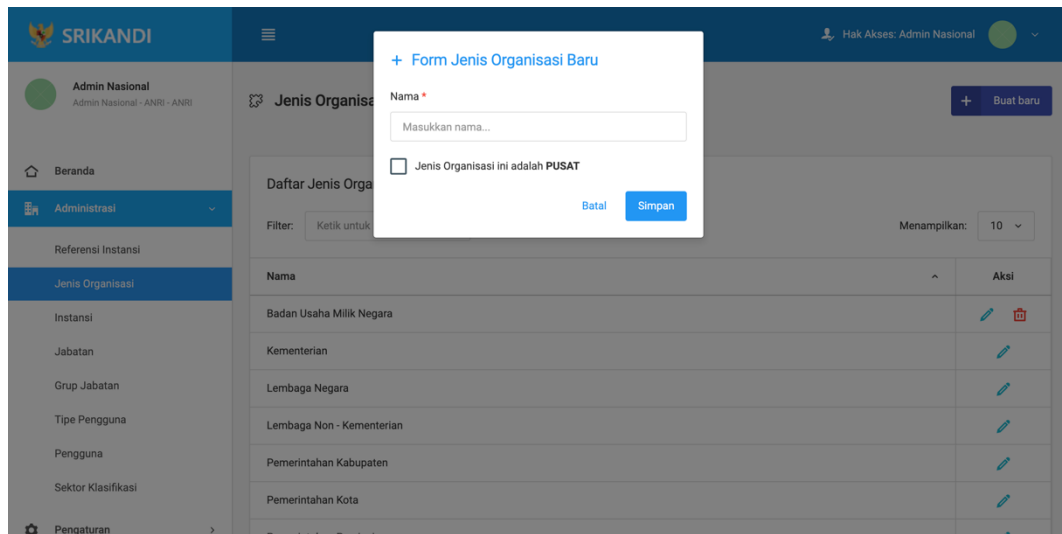 SRIKANDI
Hak Akses: Admin Nasional
Admin Nasional
Admin Nasional - ANRI - ANRI
Beranda
Administrasi
Referensi Instansi
Jenis Organisasi
Instansi
Jabatan
Grup Jabatan
Tipe Pengguna
Pengguna
Sektor Klasifikasi
Pengaturan
Jenis Organisa
+ Buat baru
+ Form Jenis Organisasi Baru
Nama *
Masukkan nama...
Jenis Organisasi ini adalah PUSAT
Batal Simpan
Daftar Jenis Orga
Filter: Ketik untuk
Menampilkan: 10
Nama Aksi
Badan Usaha Milik Negara
Kementerian
Lembaga Negara
Lembaga Non - Kementerian
Pemerintahan Kabupaten
Pemerintahan Kota